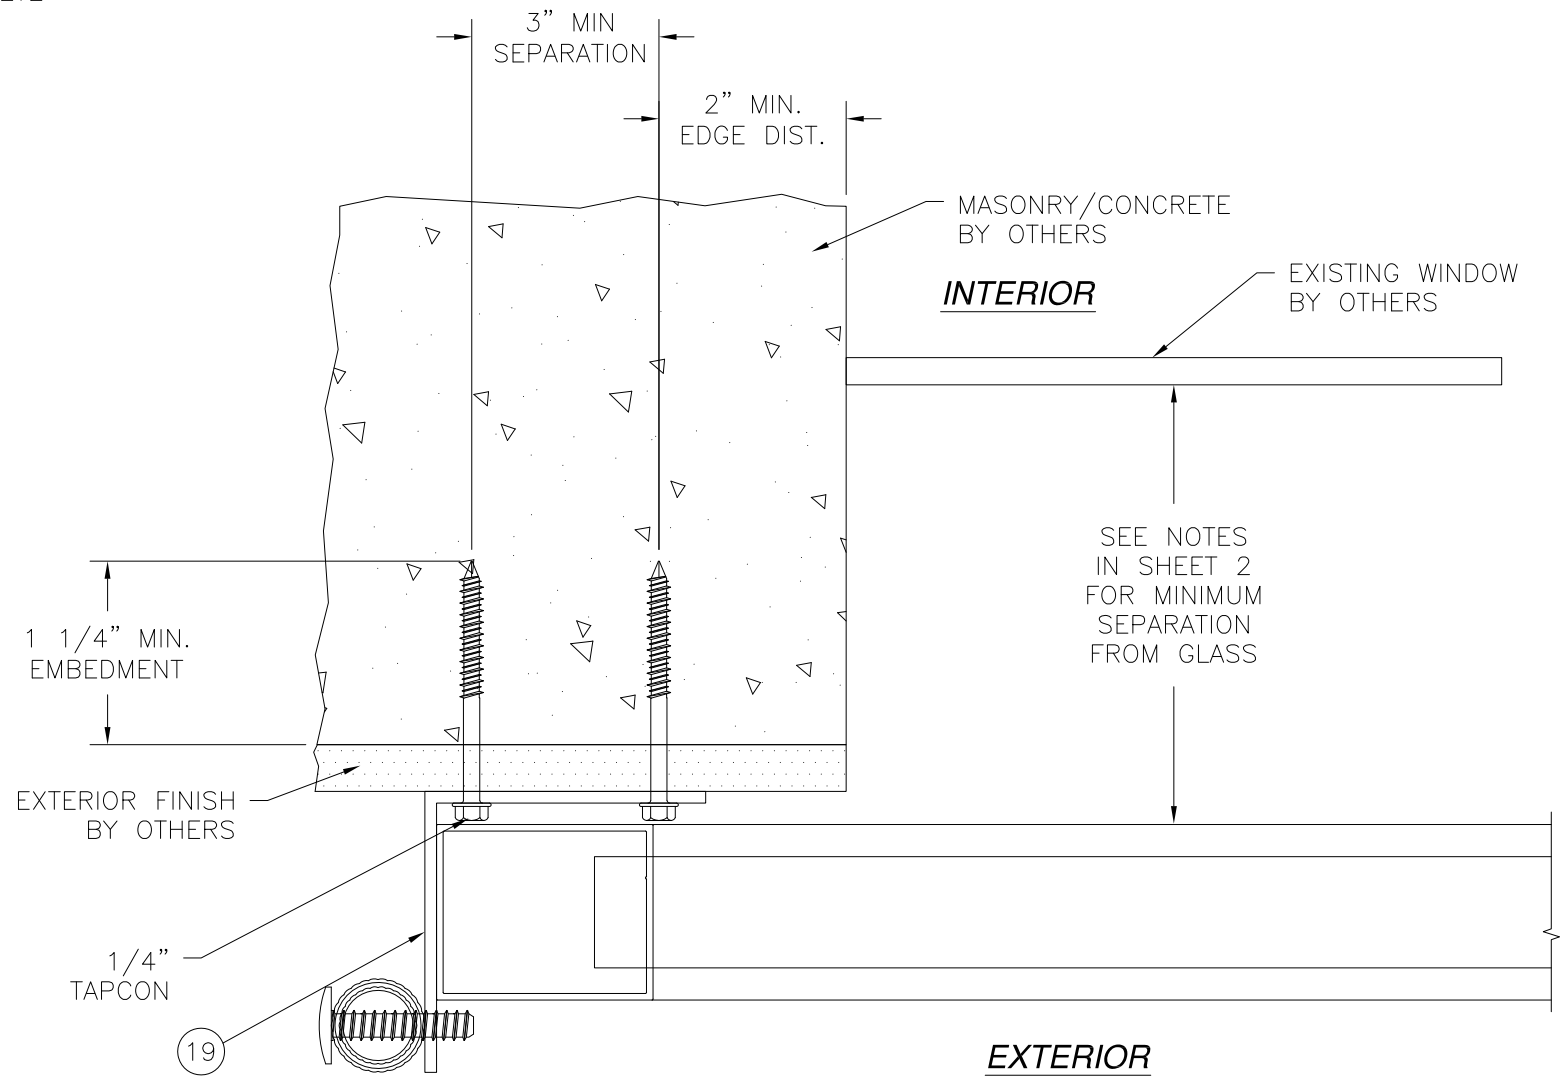 3” MIN
SEPARATION
2” MIN.
EDGE DIST.
MASONRY/CONCRETE
BY OTHERS
INTERIOR
EXISTING WINDOW
BY OTHERS
SEE NOTES
IN SHEET 2
FOR MINIMUM
SEPARATION
FROM GLASS
1 1/4” MIN.
EMBEDMENT
EXTERIOR FINISH
BY OTHERS
1/4”
TAPCON
19
EXTERIOR